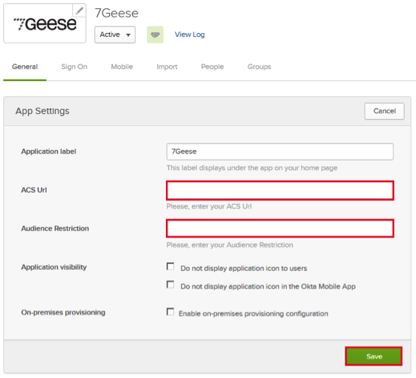 7Geese
7Geese
Active
View Log
General Sign On Mobile Import People Groups
App Settings
Cancel
Application label
7Geese
This label displays under the app on your home page
ACS Url
Please, enter your ACS Url
Audience Restriction
Please, enter your Audience Restriction
Application visibility
Do not display application icon to users
Do not display application icon in the Okta Mobile App
On-premises provisioning
Enable on-premises provisioning configuration
Save